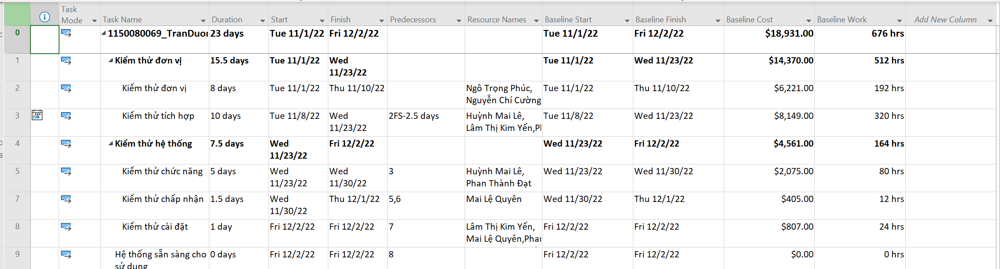 Task Mode Task Name Duration Start Finish Predecessors Resource Names Baseline Start Baseline Finish Baseline Cost Baseline Work Add New Column
0 1150080069_TranDuon 23 days Tue 11/1/22 Fri 12/2/22 Tue 11/1/22 Fri 12/2/22 $18,931.00 676 hrs
1 Kiểm thử đơn vị 15.5 days Tue 11/1/22 Wed 11/23/22 Tue 11/1/22 Wed 11/23/22 $14,370.00 512 hrs
2 Kiểm thử đơn vị 8 days Tue 11/1/22 Thu 11/10/22 Ngô Trọng Phúc, Nguyễn Chí Cường Tue 11/1/22 Thu 11/10/22 $6,221.00 192 hrs
3 Kiểm thử tích hợp 10 days Tue 11/8/22 Wed 11/23/22 2FS-2.5 days Huỳnh Mai Lê, Lâm Thị Kim Yến, Tue 11/8/22 Wed 11/23/22 $8,149.00 320 hrs
4 Kiểm thử hệ thống 7.5 days Wed 11/23/22 Fri 12/2/22 Wed 11/23/22 Fri 12/2/22 $4,561.00 164 hrs
5 Kiểm thử chức năng 5 days Wed 11/23/22 Wed 11/30/22 3 Huỳnh Mai Lê, Phan Thành Đạt Wed 11/23/22 Wed 11/30/22 $2,075.00 80 hrs
7 Kiểm thử chấp nhận 1.5 days Wed 11/30/22 Thu 12/1/22 5,6 Mai Lệ Quyên Wed 11/30/22 Thu 12/1/22 $405.00 12 hrs
8 Kiểm thử cài đặt 1 day Fri 12/2/22 Fri 12/2/22 7 Lâm Thị Kim Yến, Mai Lệ Quyên,Phan Fri 12/2/22 Fri 12/2/22 $807.00 24 hrs
9 Hệ thống sẵn sàng cho sử dụng 0 days Fri 12/2/22 Fri 12/2/22 8 Fri 12/2/22 Fri 12/2/22 $0.00 0 hrs